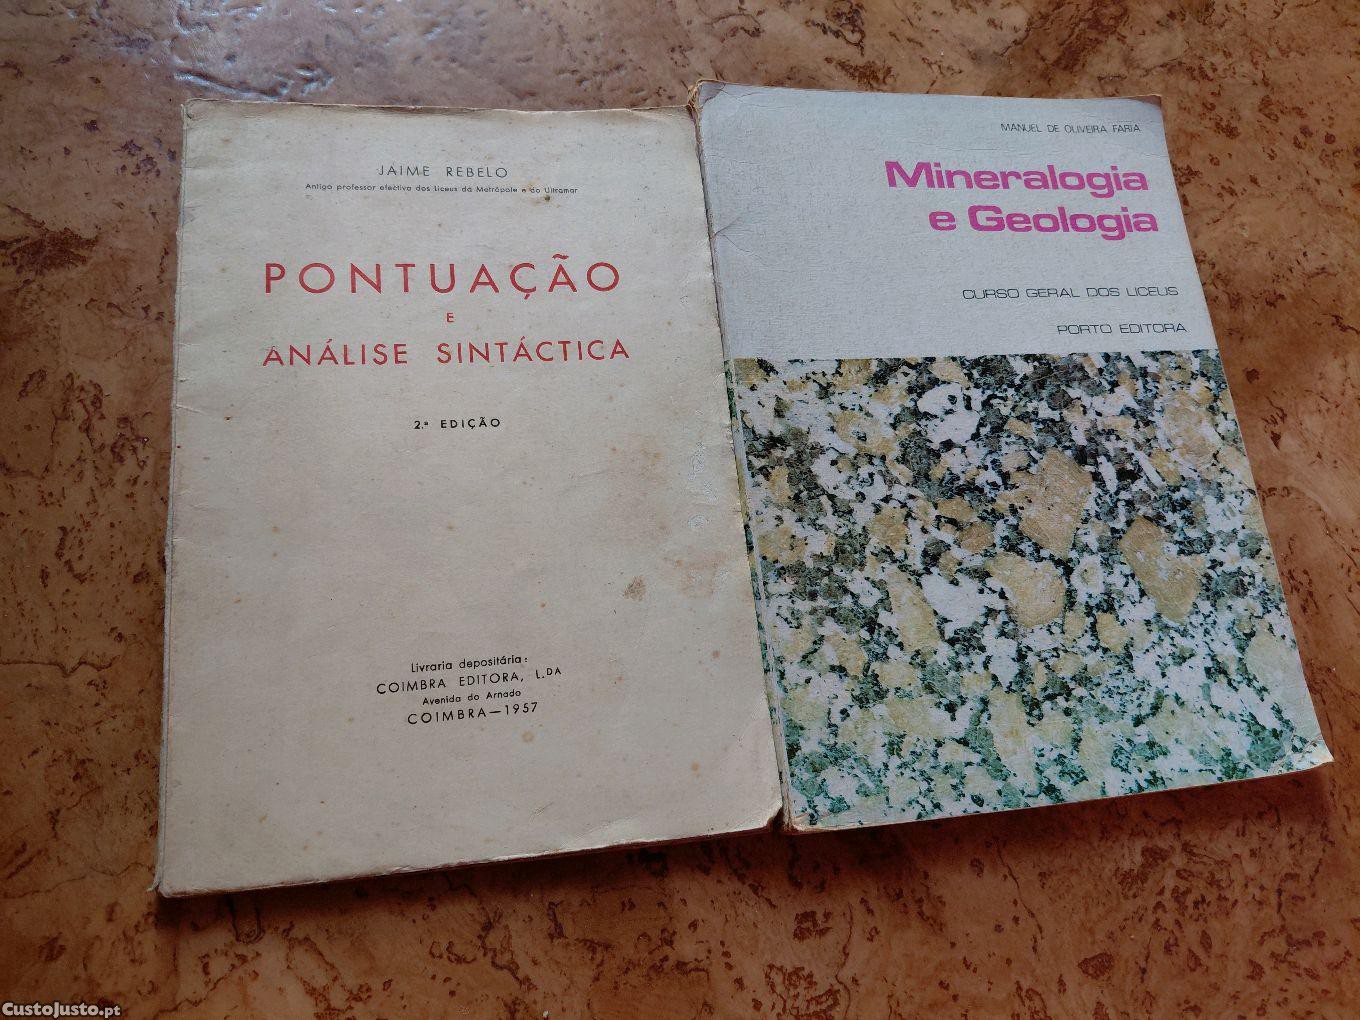 JAIME REBELO
Antigo professor efectivo dos Liceus da Metrópole e do Ultramar
PONTUAÇÃO
E
ANÁLISE SINTÁCTICA
2.ª EDIÇÃO
Livraria depositária:
COIMBRA EDITORA, L.DA
Avenida do Arnado
COIMBRA—1957
MANUEL DE OLIVEIRA FARIA
Mineralogia
e Geologia
CURSO GERAL DOS LICEUS
PORTO EDITORA
CustoJusto.pt